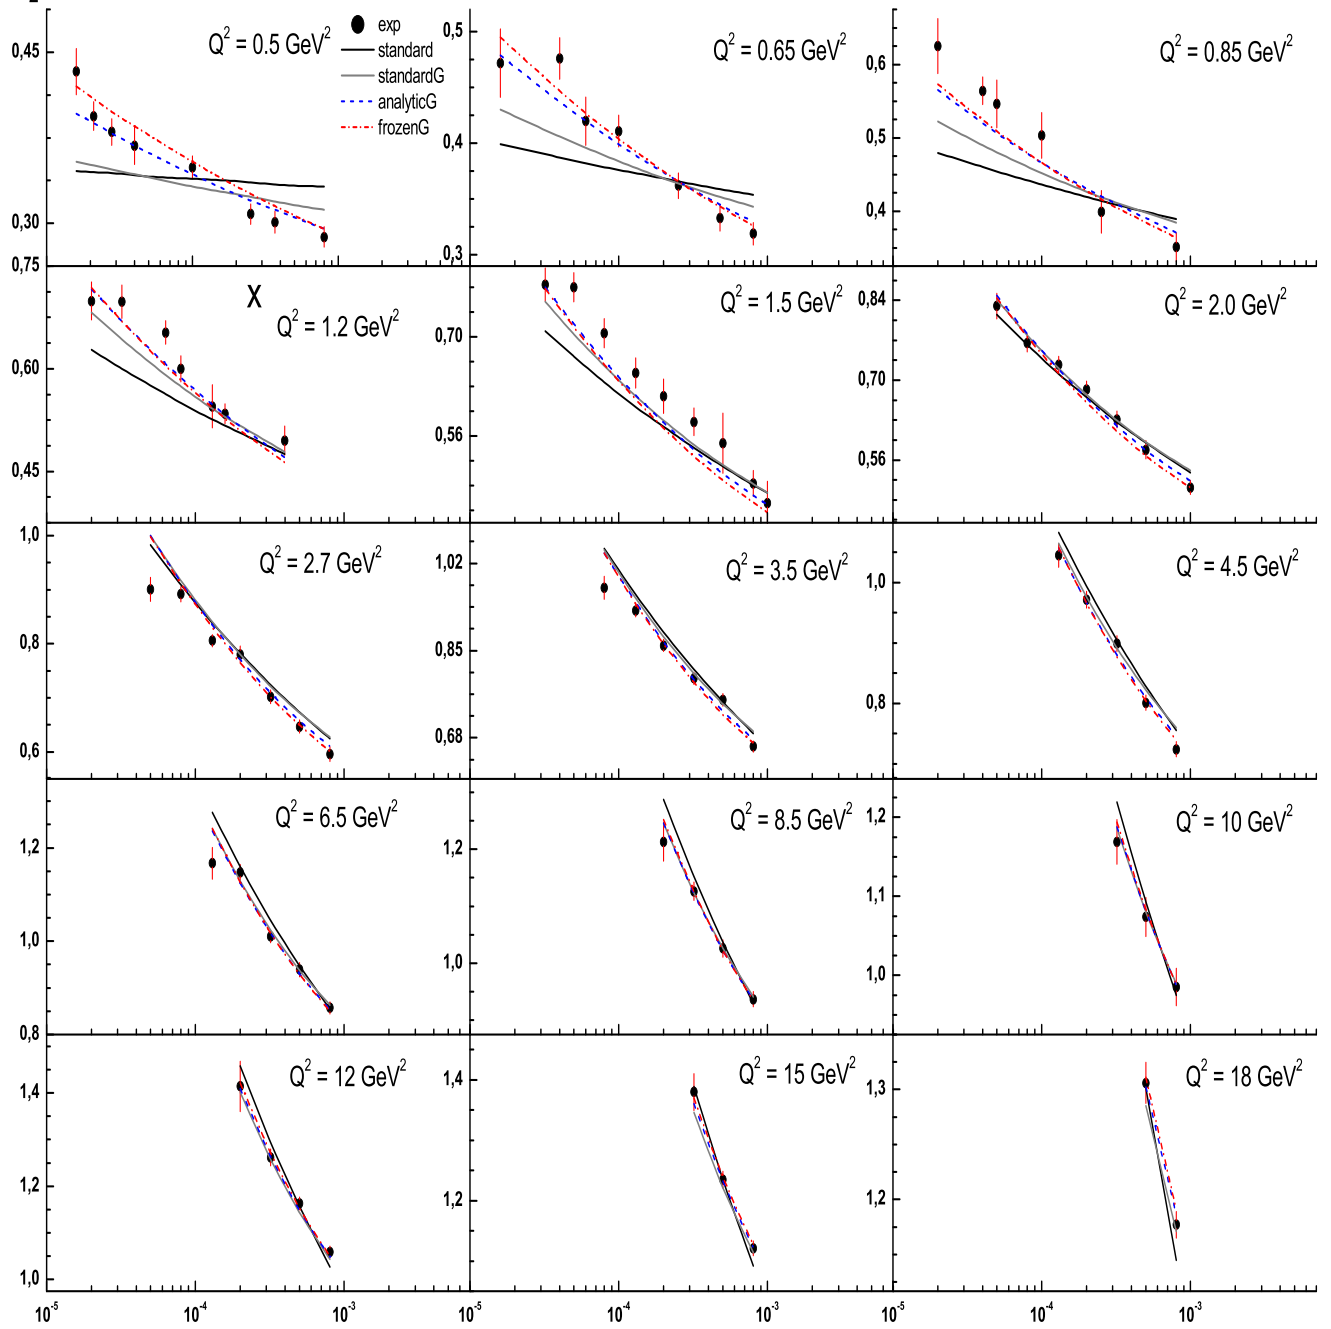 Q² = 0.5 GeV²
exp
standard
standardG
analyticG
frozenG
Q² = 0.65 GeV²
Q² = 0.85 GeV²
0,45
0,30
0,75
0,5
0,4
0,3
0,6
0,5
0,4
X
Q² = 1.2 GeV²
Q² = 1.5 GeV²
Q² = 2.0 GeV²
0,60
0,45
0,70
0,56
0,84
0,70
0,56
Q² = 2.7 GeV²
Q² = 3.5 GeV²
Q² = 4.5 GeV²
1,0
0,8
0,6
1,02
0,85
0,68
1,0
0,8
Q² = 6.5 GeV²
Q² = 8.5 GeV²
Q² = 10 GeV²
1,2
1,0
0,8
1,2
1,0
1,2
1,1
1,0
Q² = 12 GeV²
Q² = 15 GeV²
Q² = 18 GeV²
1,4
1,2
1,0
1,4
1,2
1,3
1,2
10⁻⁵ 10⁻⁴ 10⁻³ 10⁻⁵ 10⁻⁴ 10⁻³ 10⁻⁵ 10⁻⁴ 10⁻³